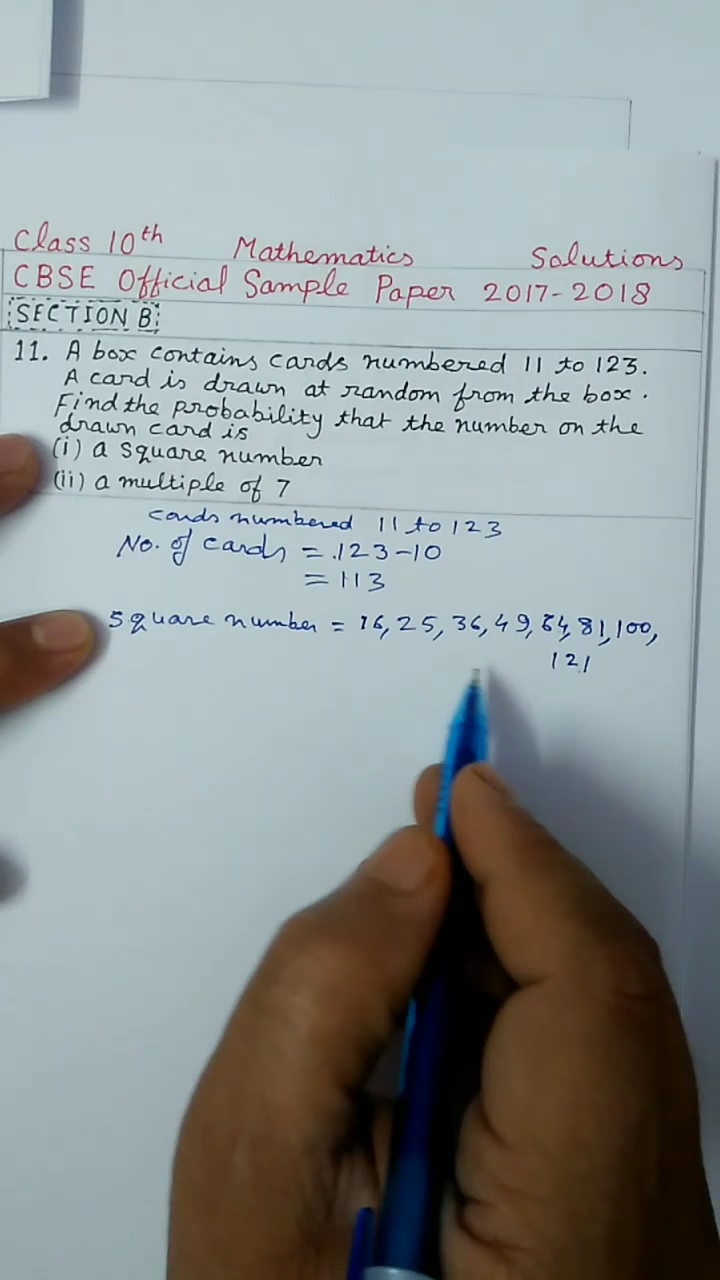 Class 10th Mathematics Solutions
CBSE Official Sample Paper 2017-2018
SECTION B
11. A box contains cards numbered 11 to 123.
A card is drawn at random from the box.
Find the probability that the number on the
drawn card is
(i) a square number
(ii) a multiple of 7
cards numbered 11 to 123
No. of cards = 123-10
= 113
square number = 16, 25, 36, 49, 64, 81, 100,
121